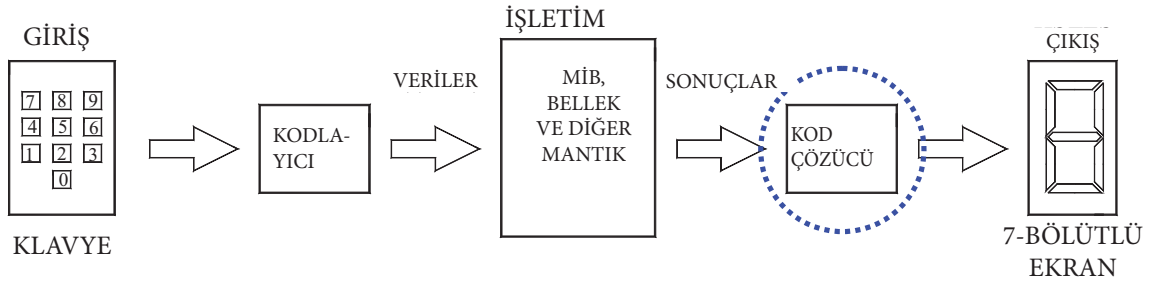 GİRİŞ
7 8 9
4 5 6
1 2 3
0
KLAVYE
KODLA-
YICI
VERİLER
İŞLETİM
MİB,
BELLEK
VE DİĞER
MANTIK
SONUÇLAR
KOD
ÇÖZÜCÜ
ÇIKIŞ
7-BÖLÜTLÜ
EKRAN